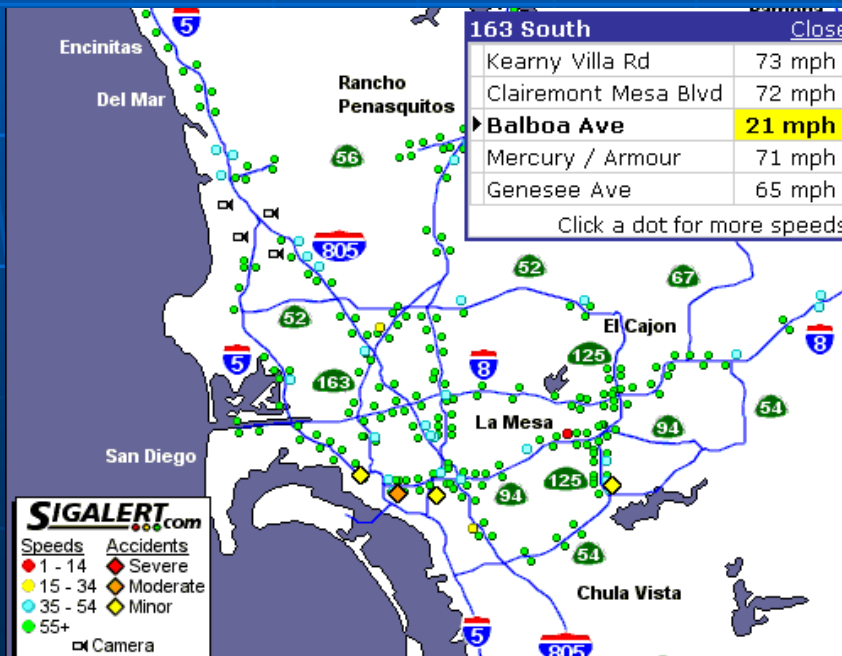 5
Encinitas
Del Mar
Rancho
Penasquitos
56
163 South Close
Kearny Villa Rd 73 mph
Clairemont Mesa Blvd 72 mph
Balboa Ave 21 mph
Mercury / Armour 71 mph
Genesee Ave 65 mph
Click a dot for more speeds
805
52
67
52
El Cajon
8
5
125
8
163
54
La Mesa
94
San Diego
94
125
54
Chula Vista
5
805
SIGALERT.com
Speeds Accidents
1 - 14 Severe
15 - 34 Moderate
35 - 54 Minor
55+
Camera